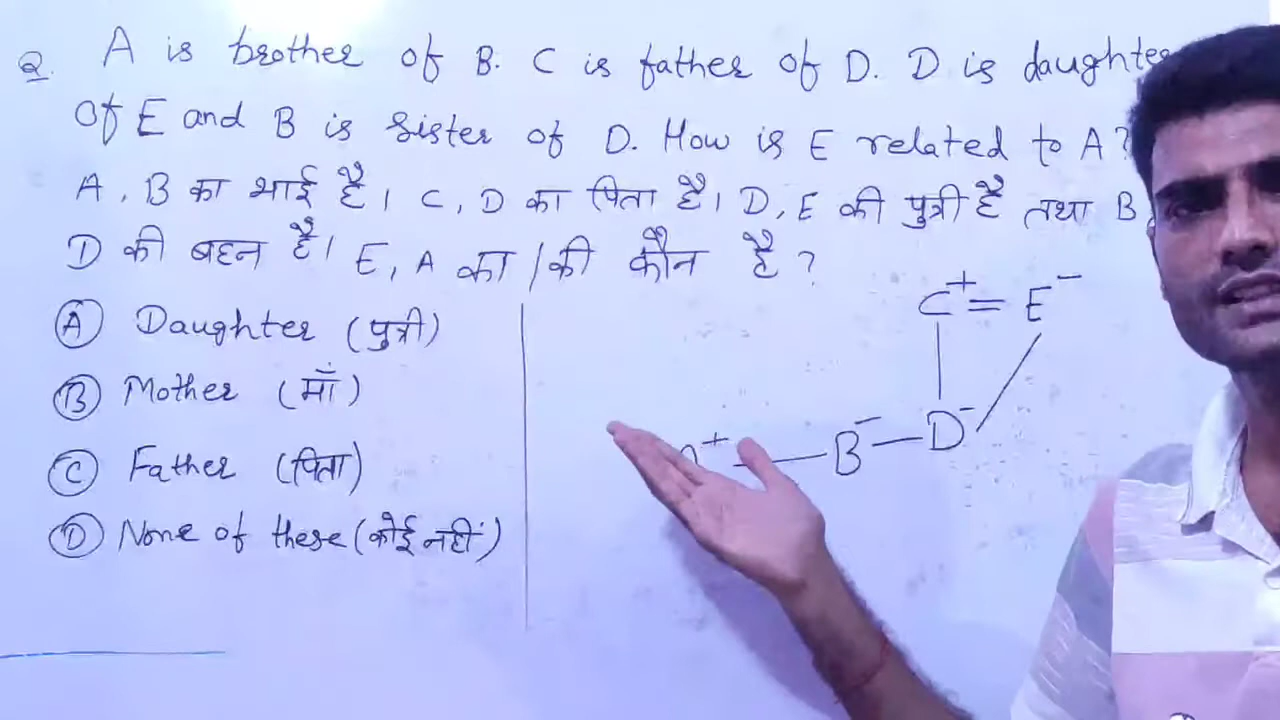 Q. A is brother of B. C is father of D. D is daughter
of E and B is sister of D. How is E related to A?
A, B का भाई है। C, D का पिता है। D, E की पुत्री है तथा B,
D की बहन है। E, A का/की कौन है?
(A) Daughter (पुत्री)
(B) Mother (माँ)
(C) Father (पिता)
(D) None of these (कोई नहीं)
C+ = E-
+ — B- — D-